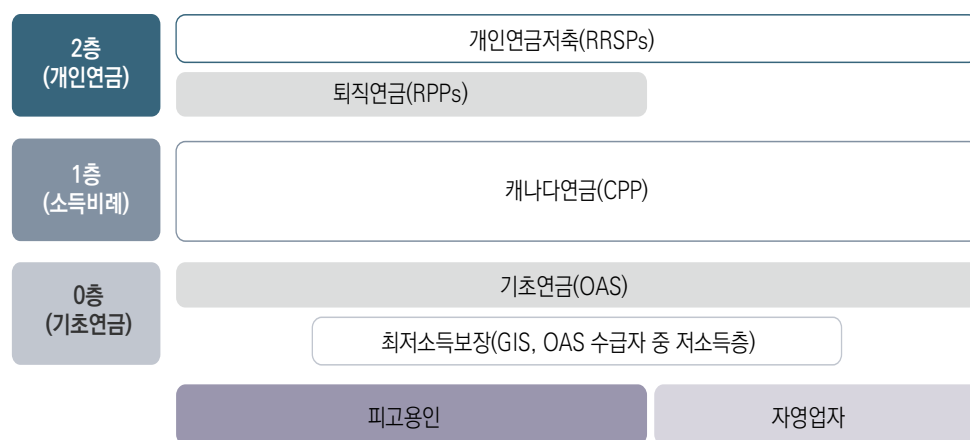 2층
(개인연금)
개인연금저축(RRSPs)
퇴직연금(RPPs)
1층
(소득비례)
캐나다연금(CPP)
0층
(기초연금)
기초연금(OAS)
최저소득보장(GIS, OAS 수급자 중 저소득층)
피고용인
자영업자